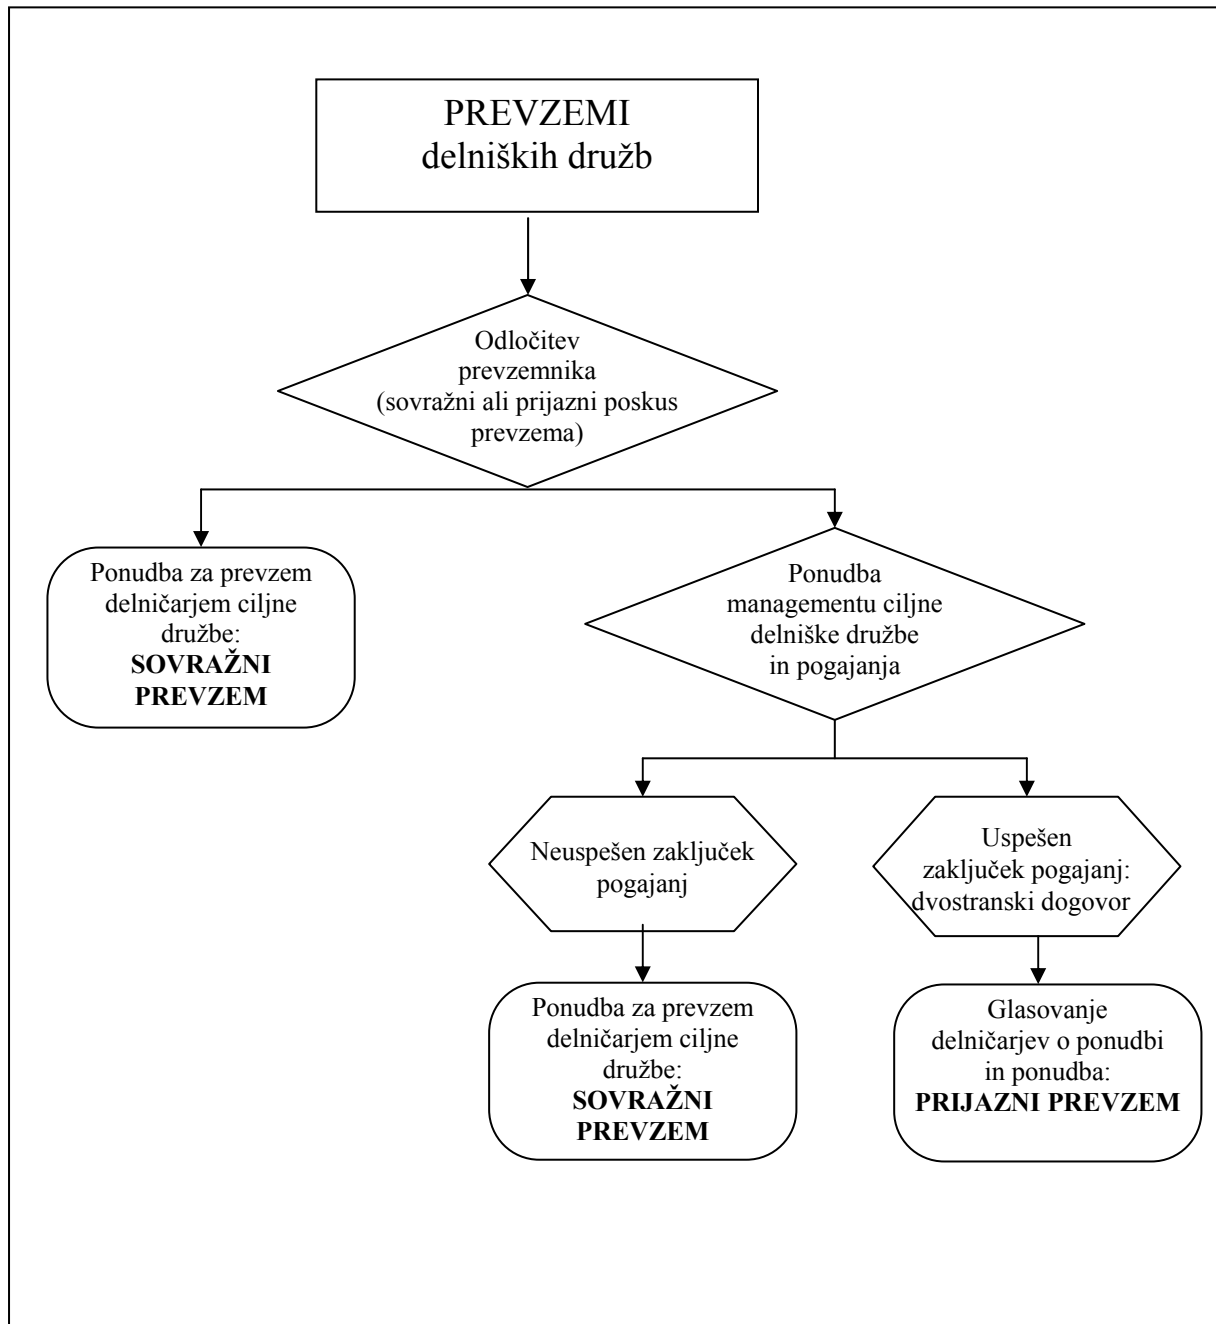 PREVZEMI
delniških družb
Odločitev
prevzemnika
(sovražni ali prijazni poskus
prevzema)
Ponudba za prevzem
delničarjem ciljne
družbe:
SOVRAŽNI
PREVZEM
Ponudba
managementu ciljne
delniške družbe
in pogajanja
Neuspešen zaključek
pogajanj
Uspešen
zaključek pogajanj:
dvostranski dogovor
Ponudba za prevzem
delničarjem ciljne
družbe:
SOVRAŽNI
PREVZEM
Glasovanje
delničarjev o ponudbi
in ponudba:
PRIJAZNI PREVZEM